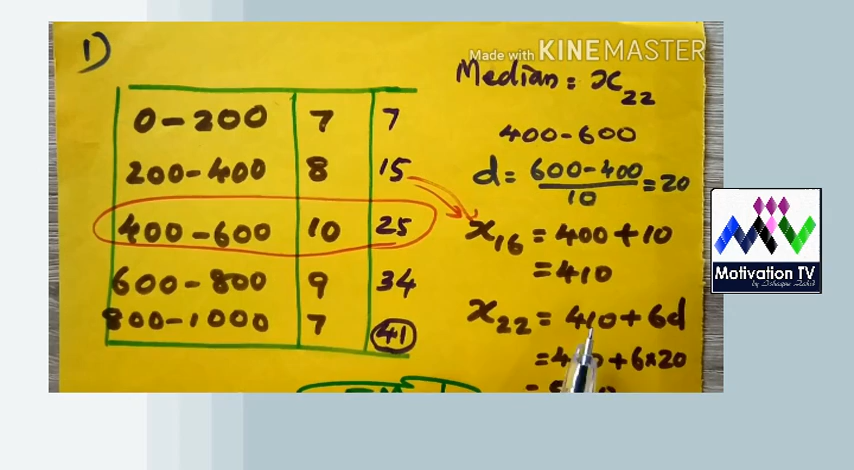 1)
Made with KINEMASTER
Median = x22
0-200 7 7
400-600
200-400 8 15
d = 600-400 / 10 = 20
400-600 10 25
x16 = 400+10
= 410
600-800 9 34
x22 = 410+6d
800-1000 7 41
= 4 0+6×20
Motivation TV